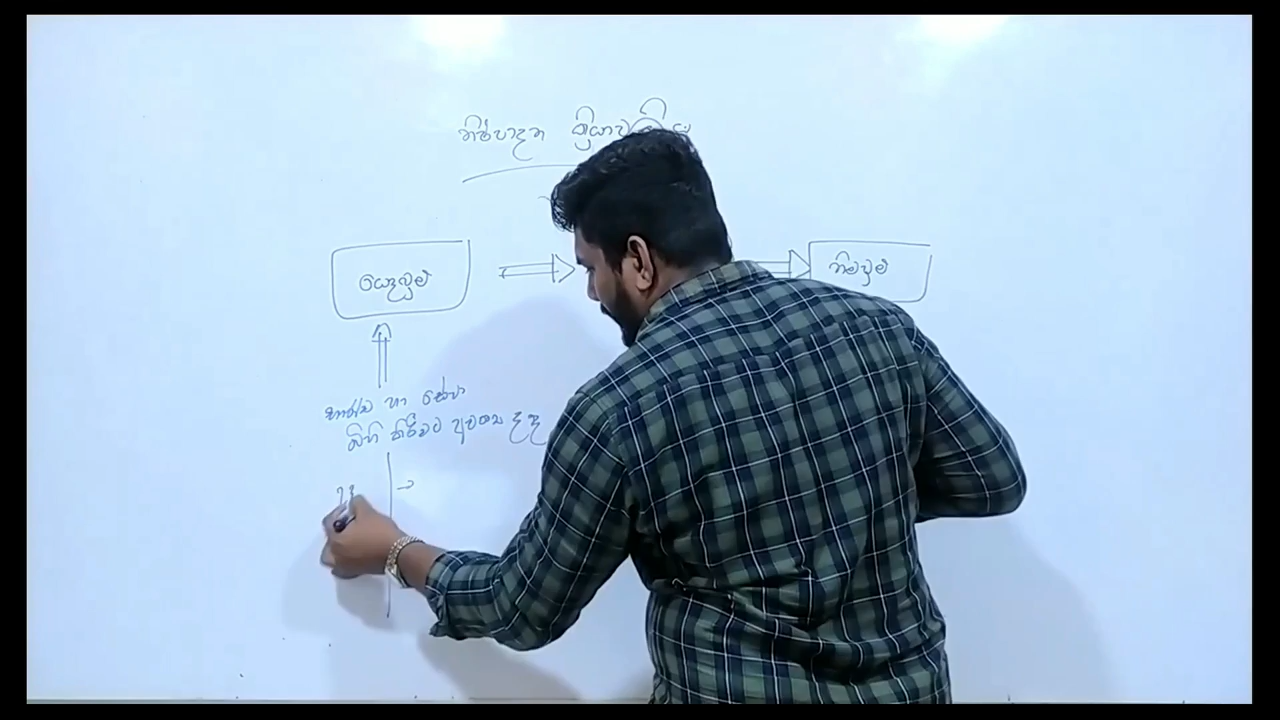 නිෂ්පාදන ක්‍රියාවලිය
යෙදවුම්
නිමවුම්
භාණ්ඩ හා සේවා
බිහි කිරීමට අවශ්‍ය දෑ